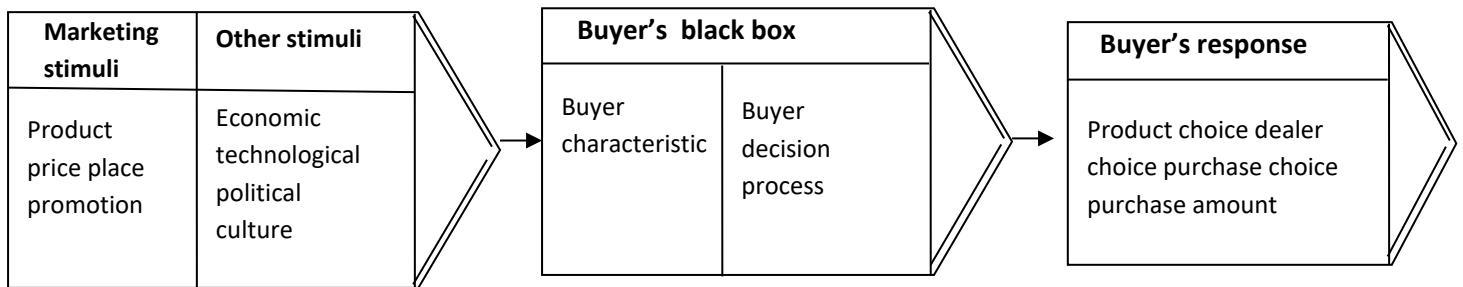 Marketing
stimuli
Other stimuli
Product
price place
promotion
Economic
technological
political
culture
Buyer’s black box
Buyer
characteristic
Buyer
decision
process
Buyer’s response
Product choice dealer
choice purchase choice
purchase amount